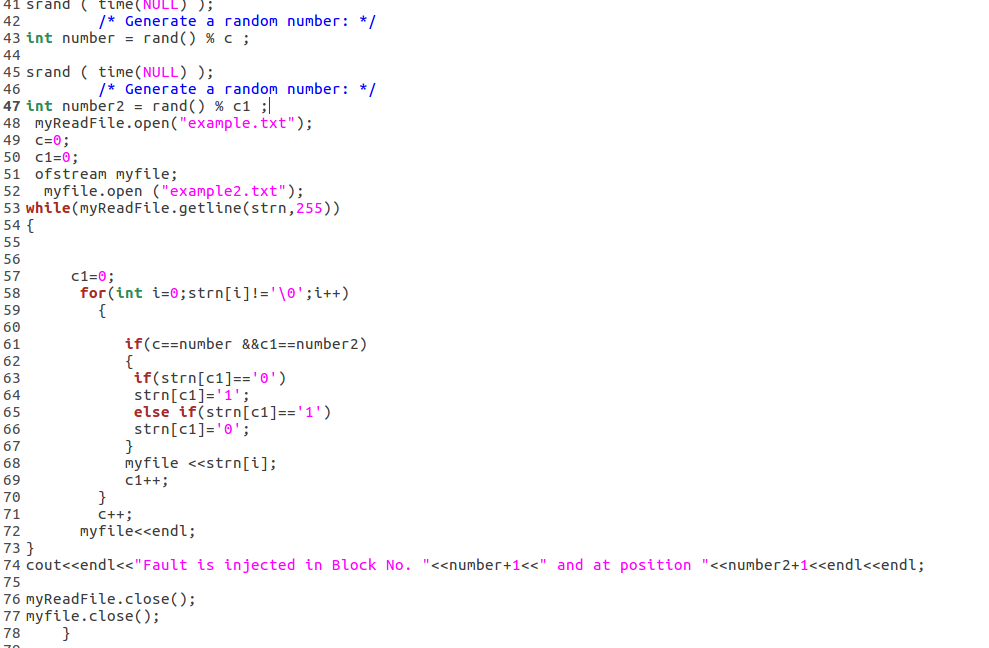 41 srand ( time(NULL) );
42 /* Generate a random number: */
43 int number = rand() % c ;
44
45 srand ( time(NULL) );
46 /* Generate a random number: */
47 int number2 = rand() % c1 ;
48 myReadFile.open("example.txt");
49 c=0;
50 c1=0;
51 ofstream myfile;
52 myfile.open ("example2.txt");
53 while(myReadFile.getline(strn,255))
54 {
55
56
57 c1=0;
58 for(int i=0;strn[i]!='\0';i++)
59 {
60
61 if(c==number &&c1==number2)
62 {
63 if(strn[c1]=='0')
64 strn[c1]='1';
65 else if(strn[c1]=='1')
66 strn[c1]='0';
67 }
68 myfile <<strn[i];
69 c1++;
70 }
71 c++;
72 myfile<<endl;
73 }
74 cout<<endl<<"Fault is injected in Block No. "<<number+1<<" and at position "<<number2+1<<endl<<endl;
75
76 myReadFile.close();
77 myfile.close();
78 }